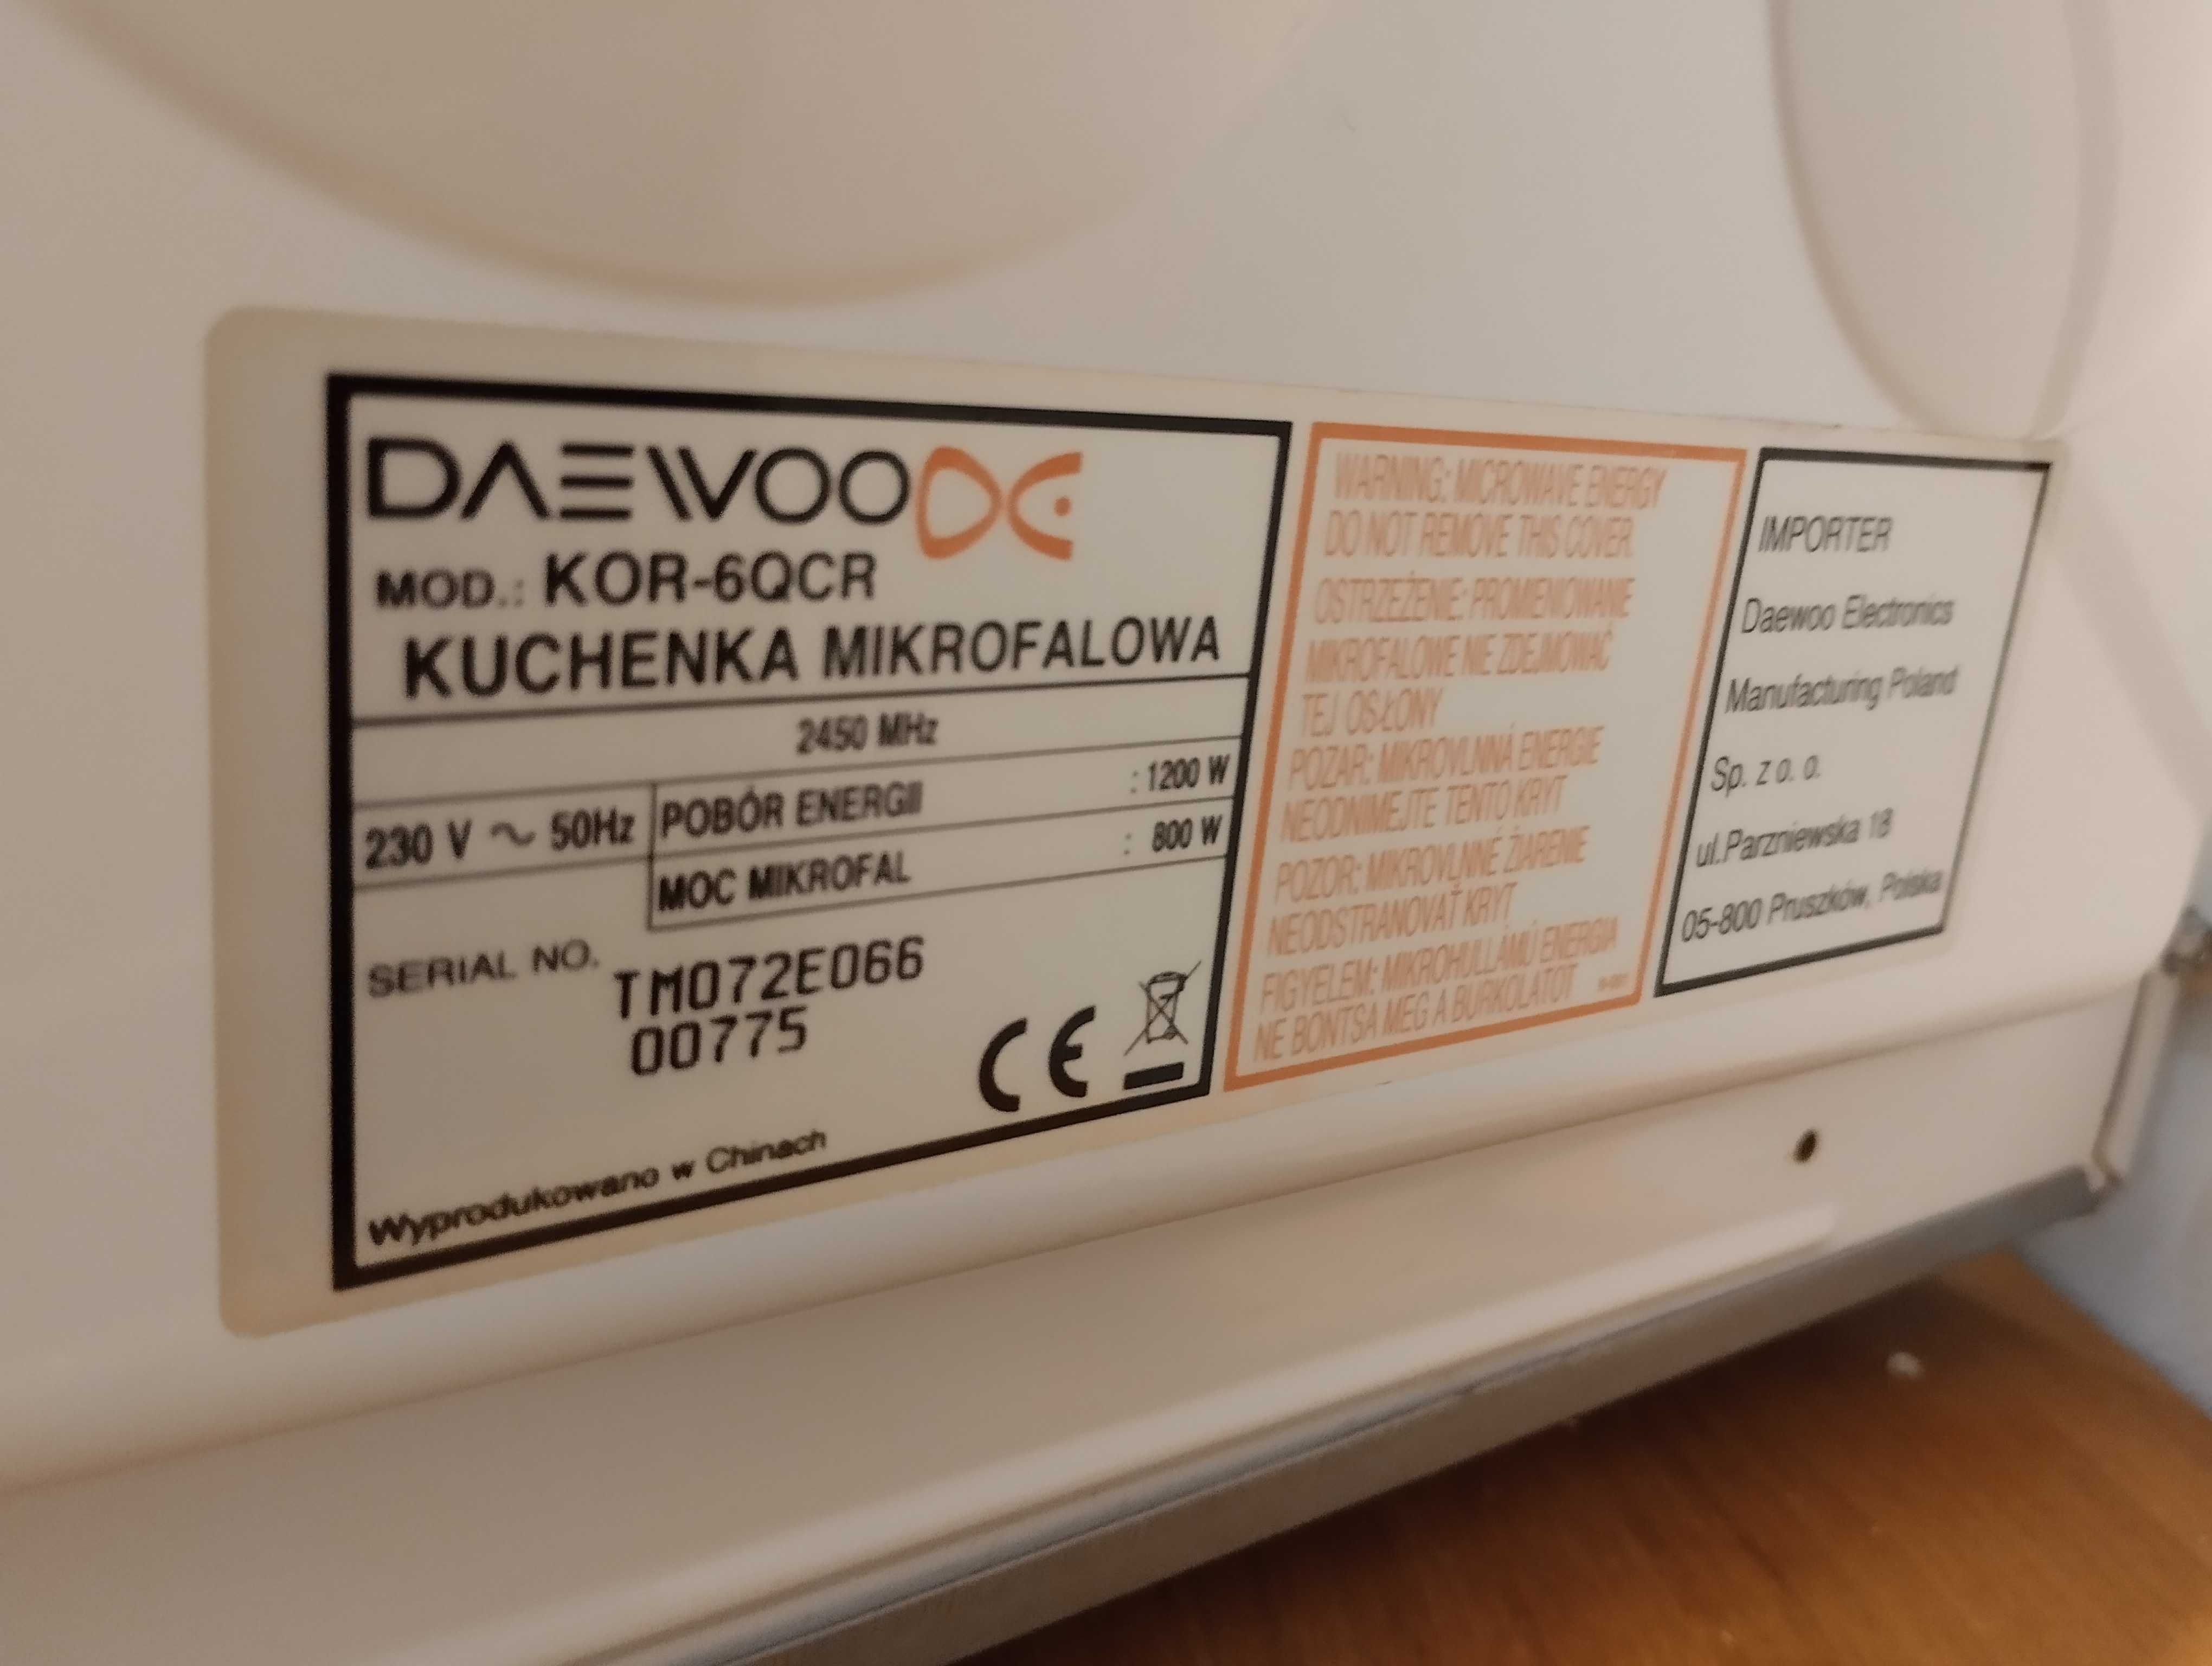 DAEWOO
MOD.: KOR-6QCR
KUCHENKA MIKROFALOWA
2450 MHz
230 V ~ 50Hz
POBÓR ENERGII : 1200 W
MOC MIKROFAL : 800 W
SERIAL NO. TM072E066
00775
CE
Wyprodukowano w Chinach
WARNING: MICROWAVE ENERGY
DO NOT REMOVE THIS COVER.
OSTRZEŻENIE: PROMIENIOWANIE
MIKROFALOWE NIE ZDEJMOWAĆ
TEJ OSŁONY
POZAR: MIKROVLNNÁ ENERGIE
NEODNIMEJTE TENTO KRYT
POZOR: MIKROVLNNÉ ŽIARENIE
NEODSTRANOVAŤ KRYT
FIGYELEM: MIKROHULLÁMÚ ENERGIA
NE BONTSA MEG A BURKOLATOT
IMPORTER
Daewoo Electronics
Manufacturing Poland
Sp. z o. o.
ul.Parzniewska 18
05-800 Pruszków, Polska